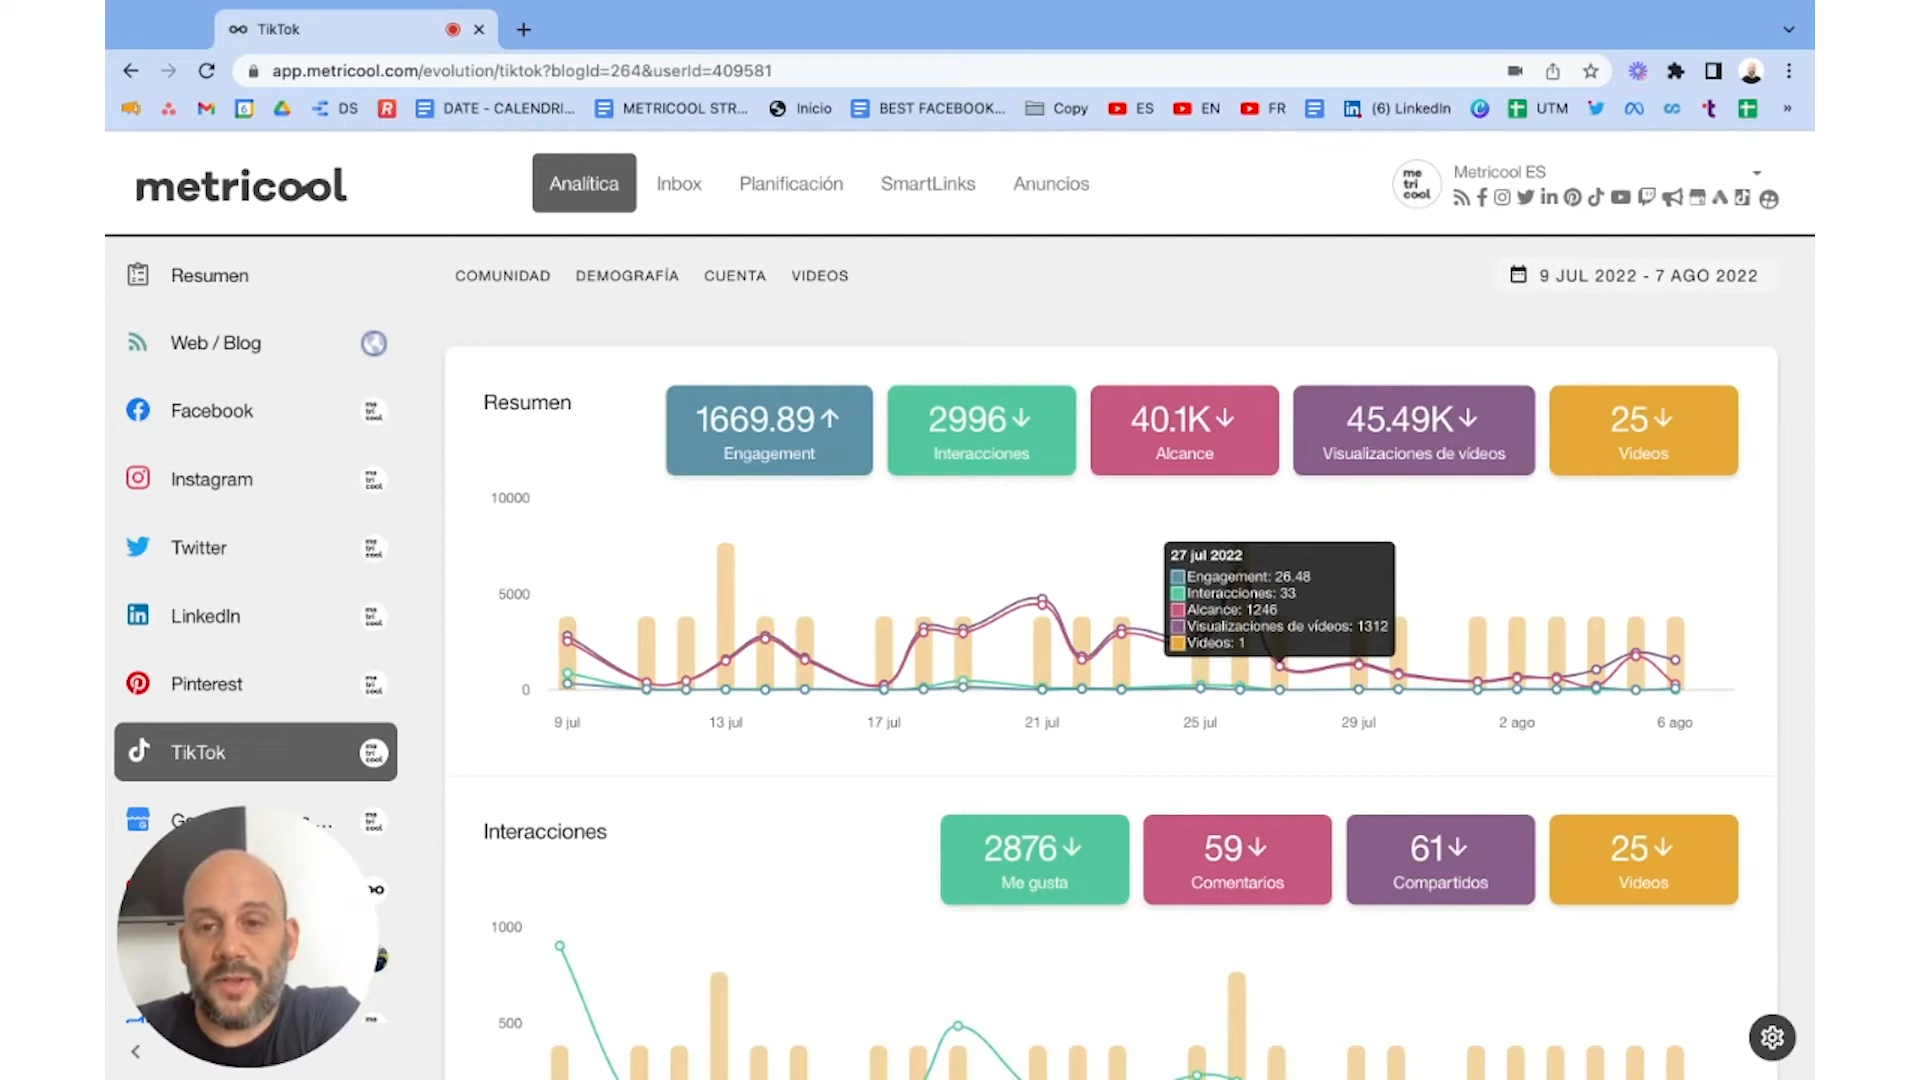 TikTok
app.metricool.com/evolution/tiktok?blogId=264&userId=409581
DS
DATE - CALENDRI...
METRICOOL STR...
Inicio
BEST FACEBOOK...
Copy
ES
EN
FR
(6) LinkedIn
UTM
»
metricool
Analítica
Inbox
Planificación
SmartLinks
Anuncios
me
tri
cool
Metricool ES
Resumen
Web / Blog
Facebook
Instagram
Twitter
LinkedIn
Pinterest
TikTok
COMUNIDAD
DEMOGRAFÍA
CUENTA
VIDEOS
9 JUL 2022 - 7 AGO 2022
Resumen
1669.89↑
Engagement
2996↓
Interacciones
40.1K↓
Alcance
45.49K↓
Visualizaciones de vídeos
25↓
Videos
10000
5000
0
27 jul 2022
Engagement: 26.48
Interacciones: 33
Alcance: 1246
Visualizaciones de vídeos: 1312
Videos: 1
9 jul
13 jul
17 jul
21 jul
25 jul
29 jul
2 ago
6 ago
Interacciones
2876↓
Me gusta
59↓
Comentarios
61↓
Compartidos
25↓
Videos
1000
500